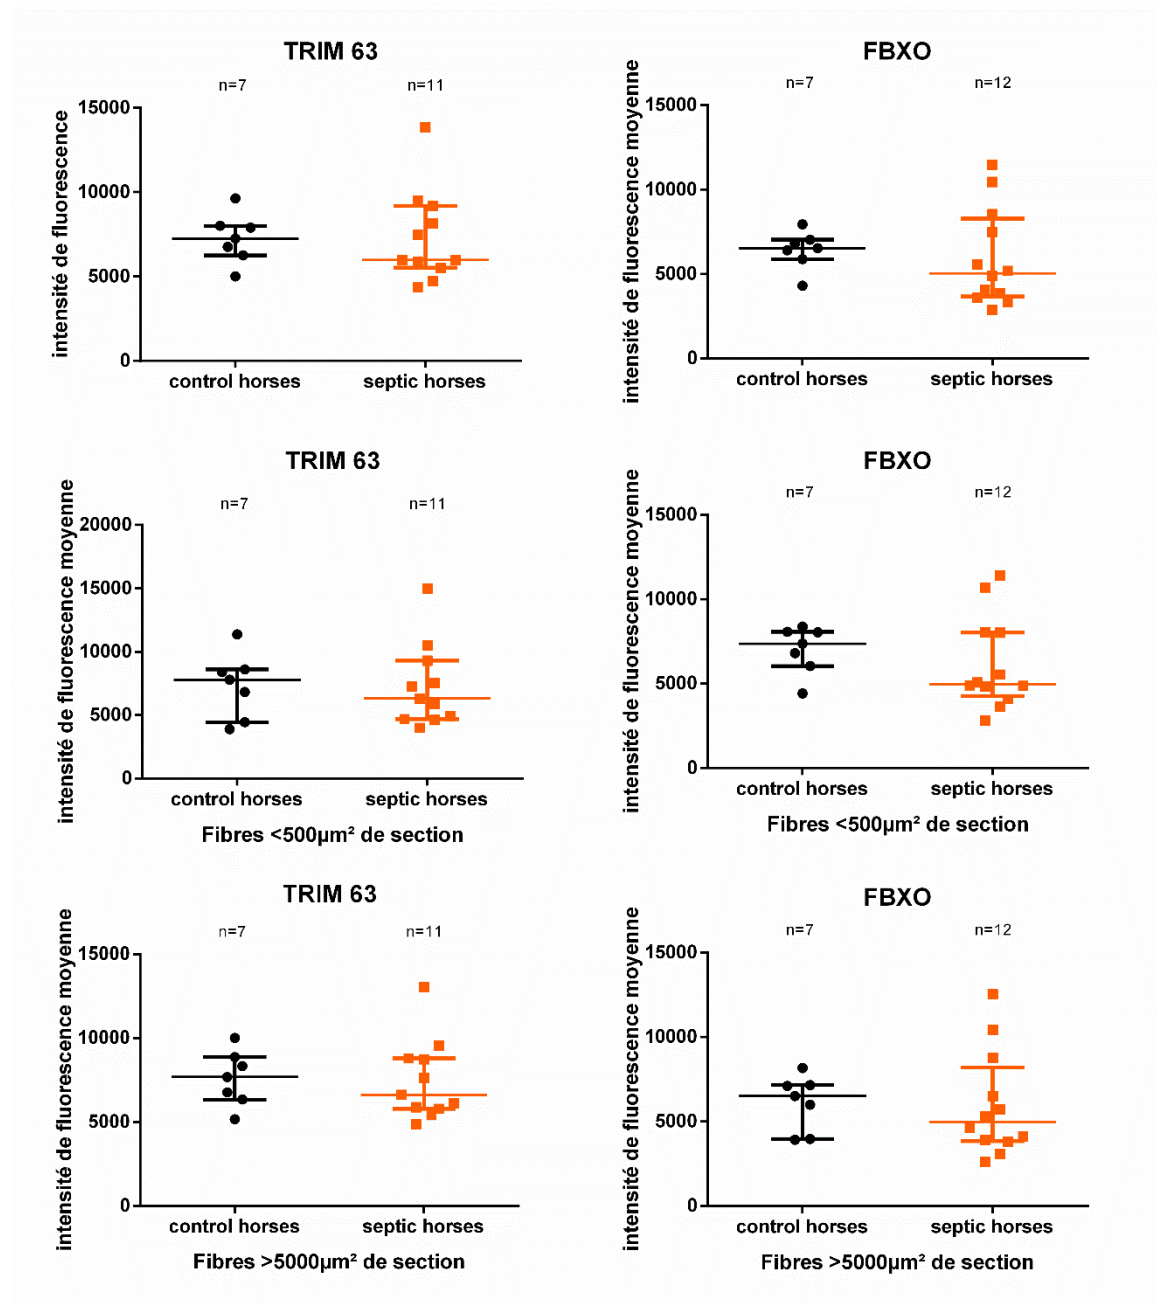 TRIM 63
n=7 n=11
intensité de fluorescence
15000
10000
5000
0
control horses septic horses
FBXO
n=7 n=12
intensité de fluorescence moyenne
15000
10000
5000
0
control horses septic horses
TRIM 63
n=7 n=11
intensité de fluorescence moyenne
20000
15000
10000
5000
0
control horses septic horses
Fibres <500µm² de section
FBXO
n=7 n=12
intensité de fluorescence moyenne
15000
10000
5000
0
control horses septic horses
Fibres <500µm² de section
TRIM 63
n=7 n=11
intensité de fluorescence moyenne
15000
10000
5000
0
control horses septic horses
Fibres >5000µm² de section
FBXO
n=7 n=12
intensité de fluorescence moyenne
15000
10000
5000
0
control horses septic horses
Fibres >5000µm² de section